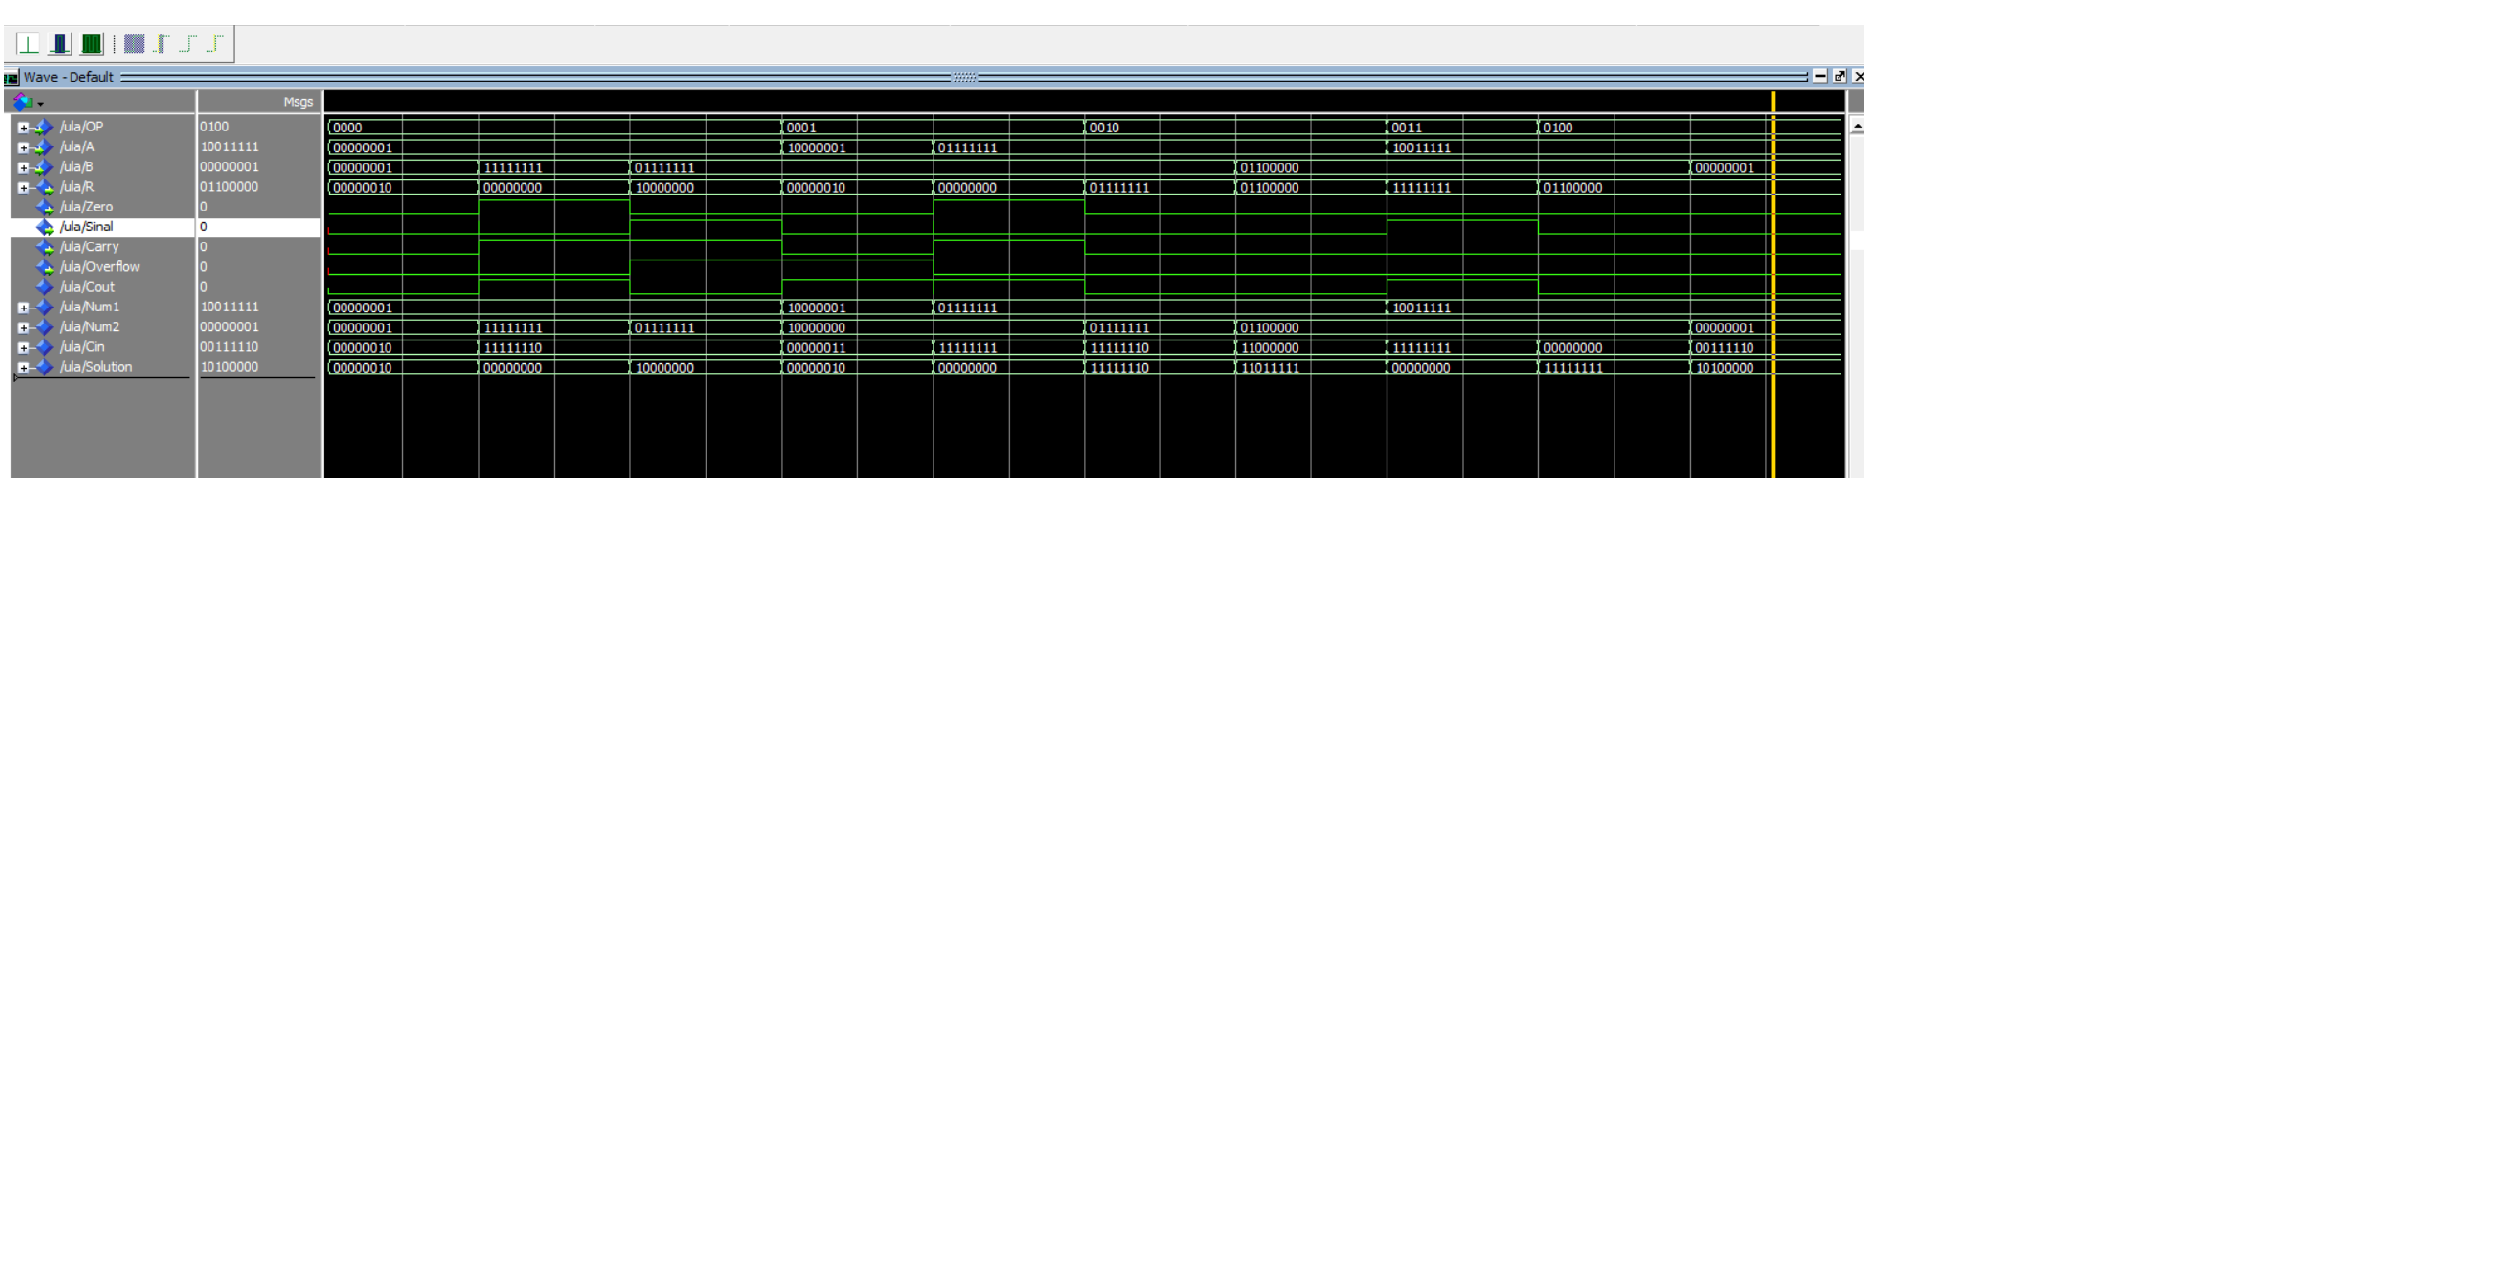 Wave - Default
Msgs
/ula/OP 0100 0000 0001 0010 0011 0100
/ula/A 10011111 00000001 10000001 01111111 10011111
/ula/B 00000001 00000001 11111111 01111111 01100000 00000001
/ula/R 01100000 00000010 00000000 10000000 00000010 00000000 01111111 01100000 11111111 01100000
/ula/Zero 0
/ula/Sinal 0
/ula/Carry 0
/ula/Overflow 0
/ula/Cout 0
/ula/Num1 10011111 00000001 10000001 01111111 10011111
/ula/Num2 00000001 00000001 11111111 01111111 10000000 01111111 01100000 00000001
/ula/Cin 00111110 00000010 11111110 00000011 11111111 11111110 11000000 11111111 00000000 00111110
/ula/Solution 10100000 00000010 00000000 10000000 00000010 00000000 11111110 11011111 00000000 11111111 10100000